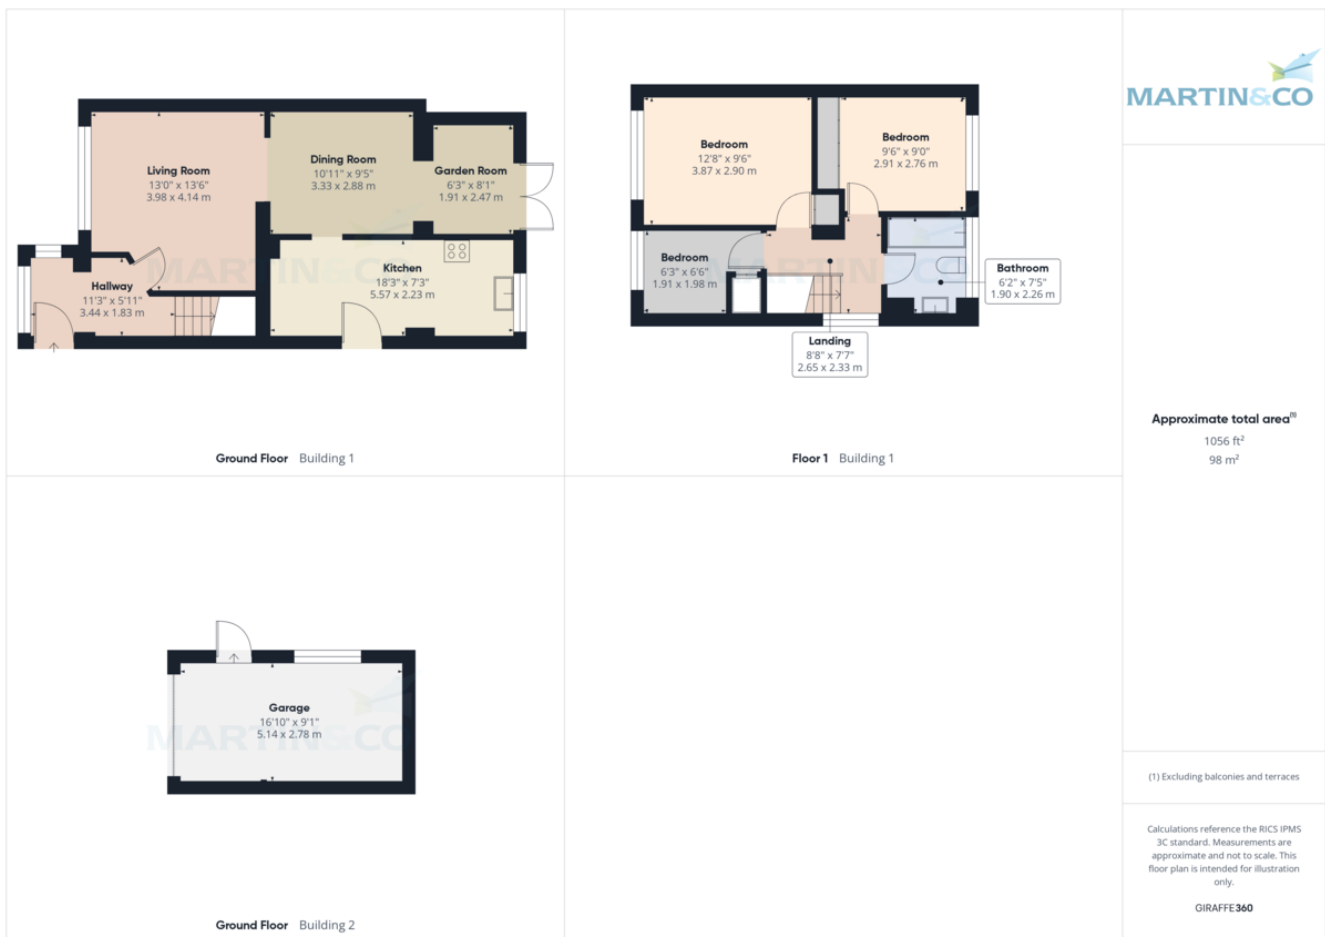 Living Room
13'0" x 13'6"
3.98 x 4.14 m
Dining Room
10'11" x 9'5"
3.33 x 2.88 m
Garden Room
6'3" x 8'1"
1.91 x 2.47 m
Hallway
11'3" x 5'11"
3.44 x 1.83 m
Kitchen
18'3" x 7'3"
5.57 x 2.23 m
MARTIN&CO
Ground Floor Building 1
Bedroom
12'8" x 9'6"
3.87 x 2.90 m
Bedroom
9'6" x 9'0"
2.91 x 2.76 m
Bedroom
6'3" x 6'6"
1.91 x 1.98 m
Bathroom
6'2" x 7'5"
1.90 x 2.26 m
Landing
8'8" x 7'7"
2.65 x 2.33 m
MARTIN&CO
Floor 1 Building 1
Garage
16'10" x 9'1"
5.14 x 2.78 m
MARTIN&CO
Ground Floor Building 2
MARTIN&CO
Approximate total area(1)
1056 ft²
98 m²
(1) Excluding balconies and terraces
Calculations reference the RICS IPMS
3C standard. Measurements are
approximate and not to scale. This
floor plan is intended for illustration
only.
GIRAFFE360